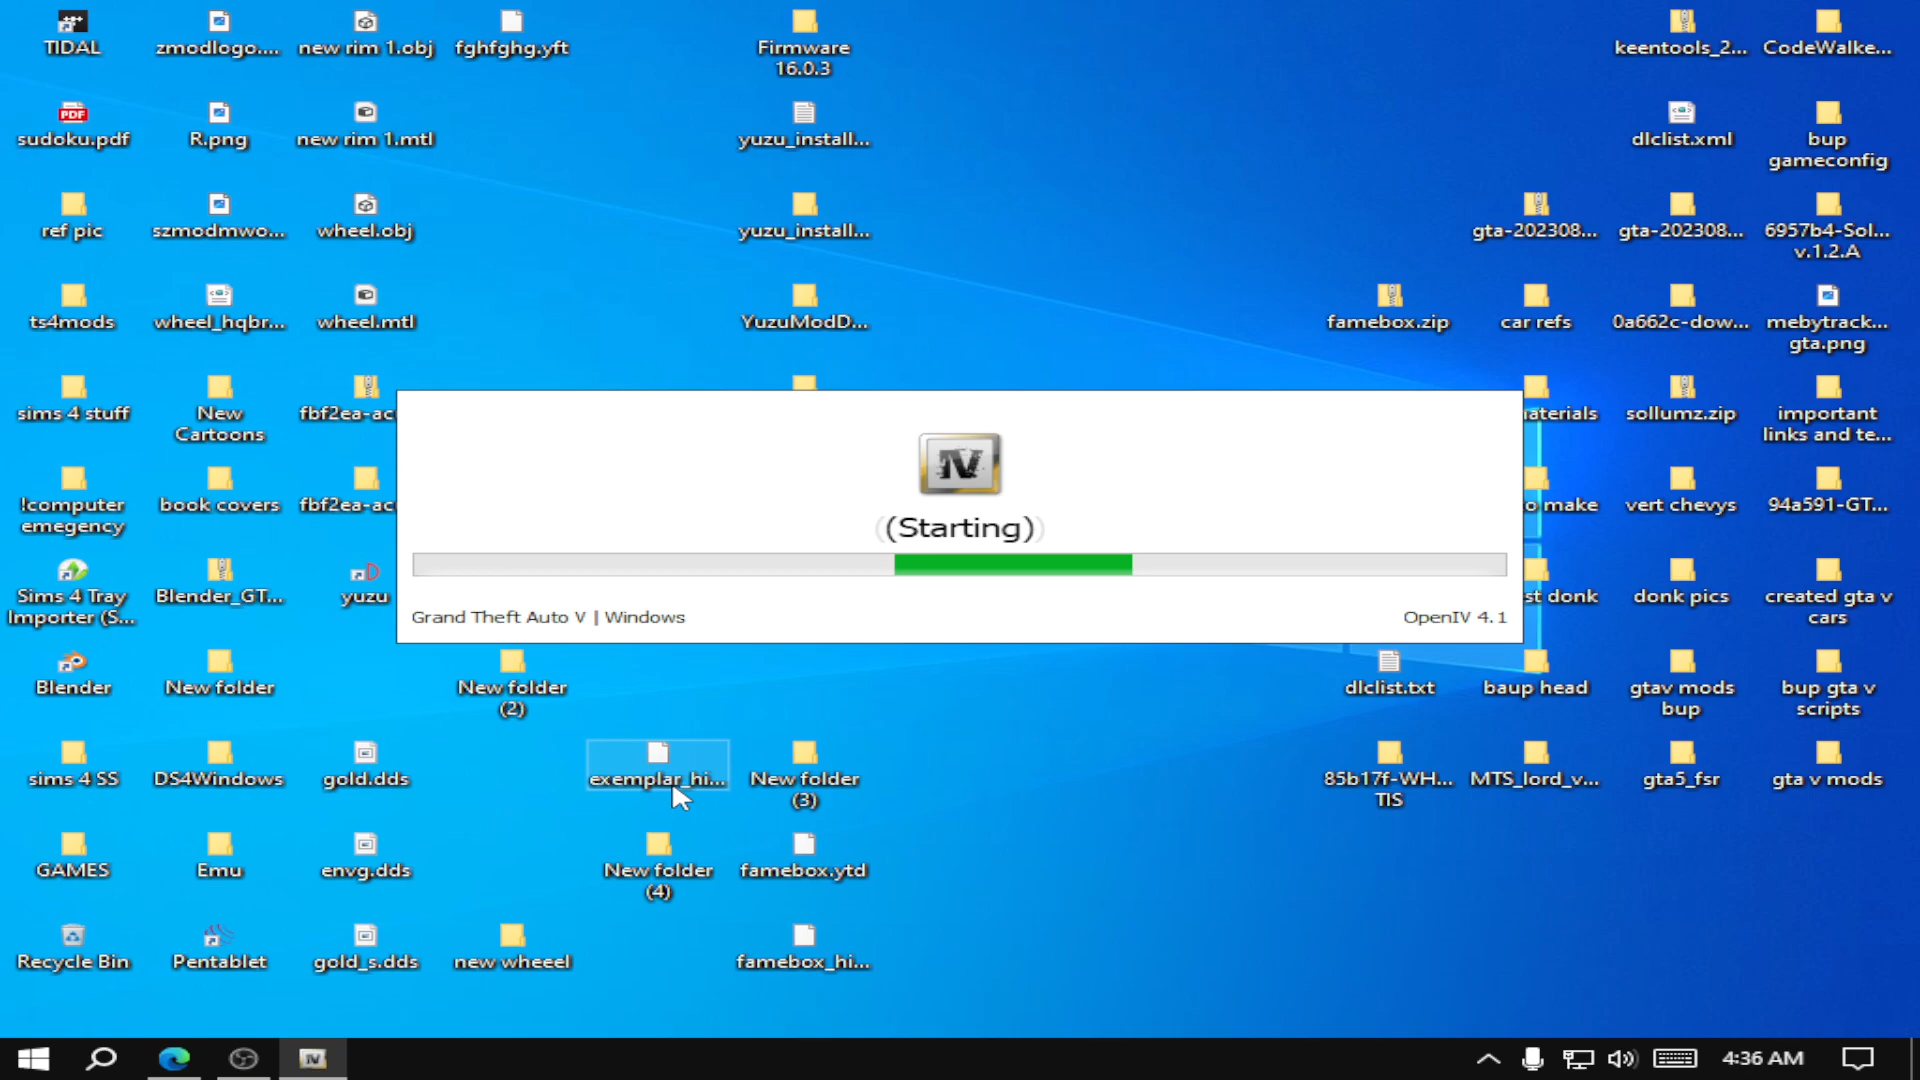 TIDAL
zmodlogo....
new rim 1.obj
fghfghg.yft
Firmware
16.0.3
keentools_2...
CodeWalke...
sudoku.pdf
R.png
new rim 1.mtl
yuzu_install...
dlclist.xml
bup
gameconfig
ref pic
szmodmwo...
wheel.obj
yuzu_install...
gta-202308...
gta-202308...
6957b4-Sol...
v.1.2.A
ts4mods
wheel_hqbr...
wheel.mtl
YuzuModD...
famebox.zip
car refs
0a662c-dow...
mebytrack...
gta.png
sims 4 stuff
New
Cartoons
fbf2ea-ac
aterials
sollumz.zip
important
links and te...
IV
((Starting))
Grand Theft Auto V | Windows
OpenIV 4.1
!computer
emegency
book covers
fbf2ea-ac
o make
vert chevys
94a591-GT...
Sims 4 Tray
Importer (S...
Blender_GT...
yuzu
st donk
donk pics
created gta v
cars
Blender
New folder
New folder
(2)
dlclist.txt
baup head
gtav mods
bup
bup gta v
scripts
sims 4 SS
DS4Windows
gold.dds
exemplar_hi...
New folder
(3)
85b17f-WH...
TIS
MTS_lord_v...
gta5_fsr
gta v mods
GAMES
Emu
envg.dds
New folder
(4)
famebox.ytd
Recycle Bin
Pentablet
gold_s.dds
new wheeel
famebox_hi...
4:36 AM